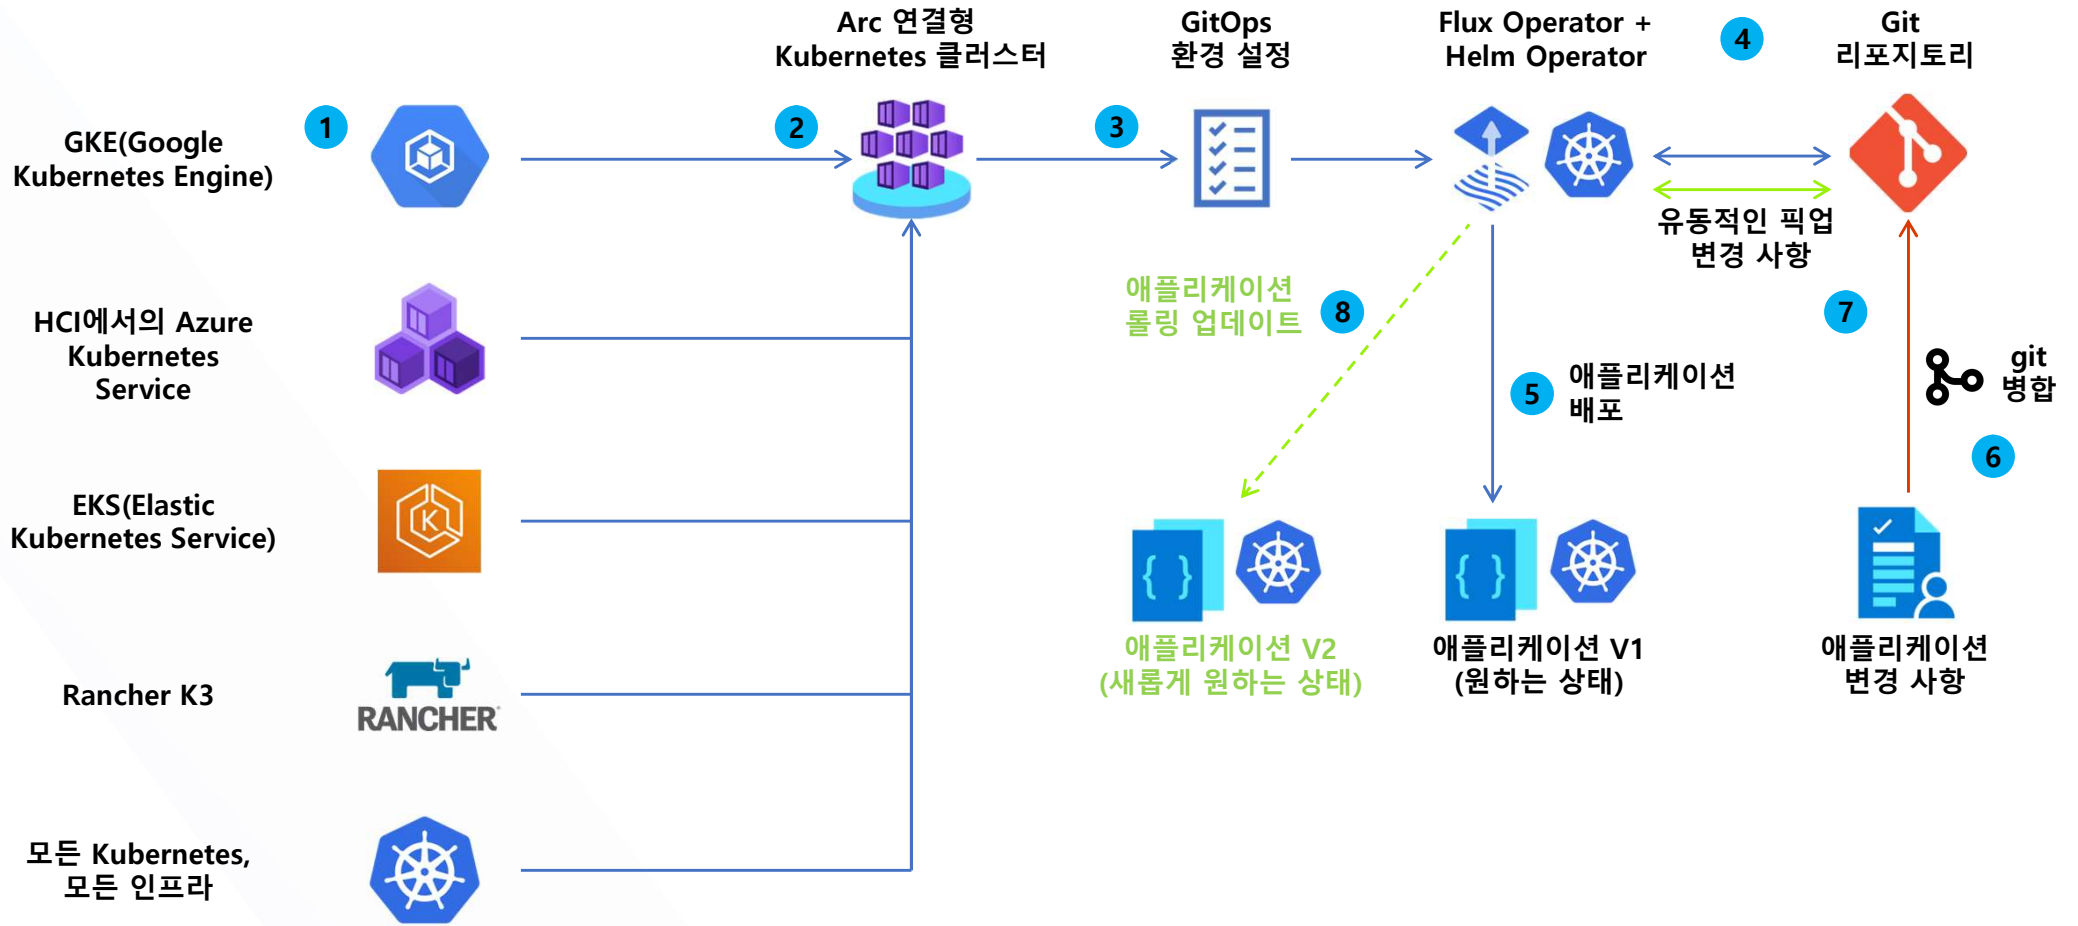 Arc 연결형
Kubernetes 클러스터
GitOps
환경 설정
Flux Operator +
Helm Operator
4
Git
리포지토리
GKE(Google
Kubernetes Engine)
1
2
3
유동적인 픽업
변경 사항
HCI에서의 Azure
Kubernetes
Service
애플리케이션
롤링 업데이트
8
7
5
애플리케이션
배포
git
병합
6
EKS(Elastic
Kubernetes Service)
K
{ }
{ }
애플리케이션 V2
(새롭게 원하는 상태)
애플리케이션 V1
(원하는 상태)
애플리케이션
변경 사항
Rancher K3
RANCHER
모든 Kubernetes,
모든 인프라